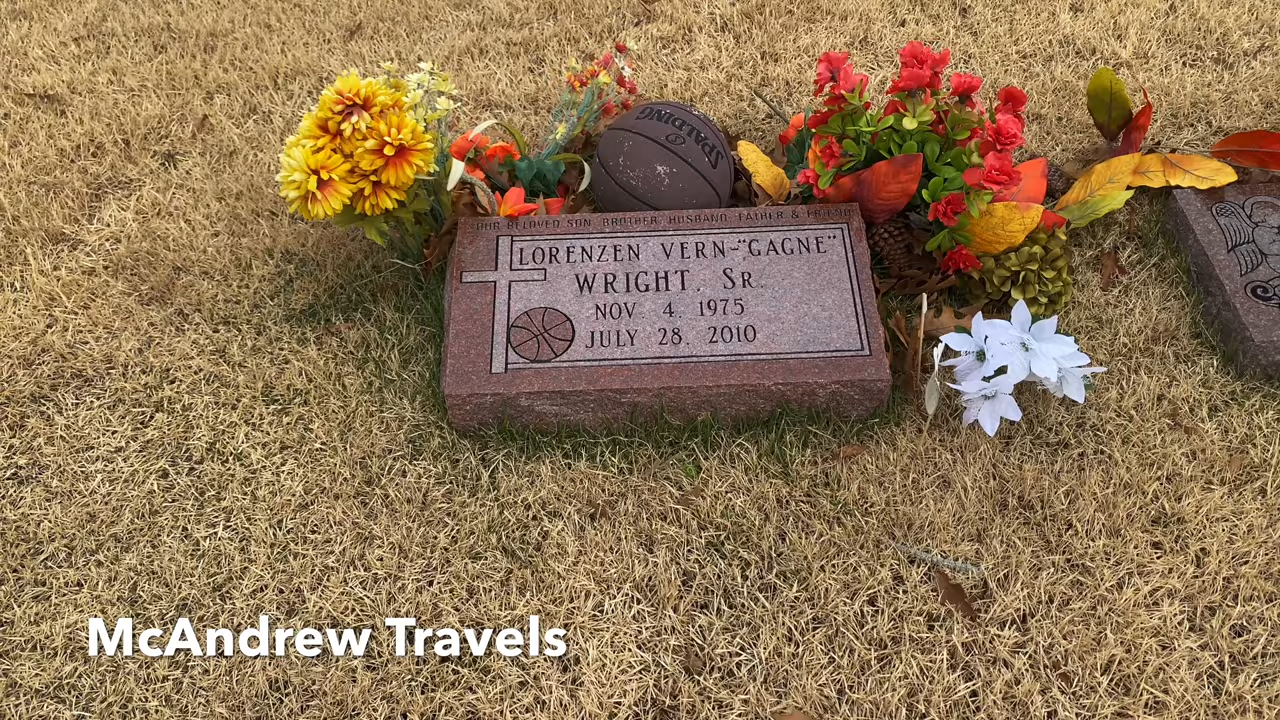 SPALDING
OUR BELOVED SON, BROTHER, HUSBAND, FATHER & FRIEND
LORENZEN VERN-"GAGNE"
WRIGHT, SR.
NOV 4, 1975
JULY 28, 2010
McAndrew Travels